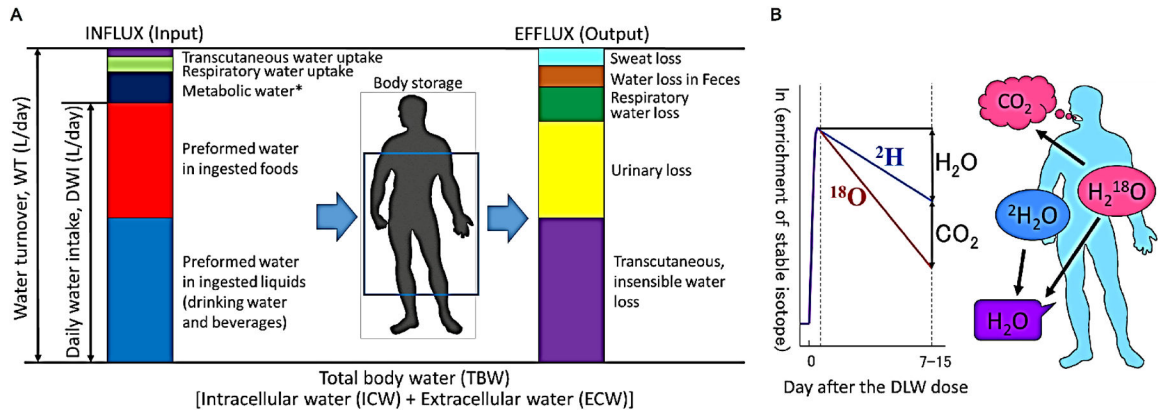 A
INFLUX (Input)
EFFLUX (Output)
Water turnover, WT (L/day)
Daily water intake, DWI (L/day)
Transcutaneous water uptake
Respiratory water uptake
Metabolic water*
Preformed water
in ingested foods
Preformed water
in ingested liquids
(drinking water
and beverages)
Body storage
Sweat loss
Water loss in Feces
Respiratory
water loss
Urinary loss
Transcutaneous,
insensible water
loss
Total body water (TBW)
[Intracellular water (ICW) + Extracellular water (ECW)]
B
ln (enrichment of stable isotope)
²H
¹⁸O
H₂O
CO₂
0
7–15
Day after the DLW dose
CO₂
H₂¹⁸O
²H₂O
H₂O